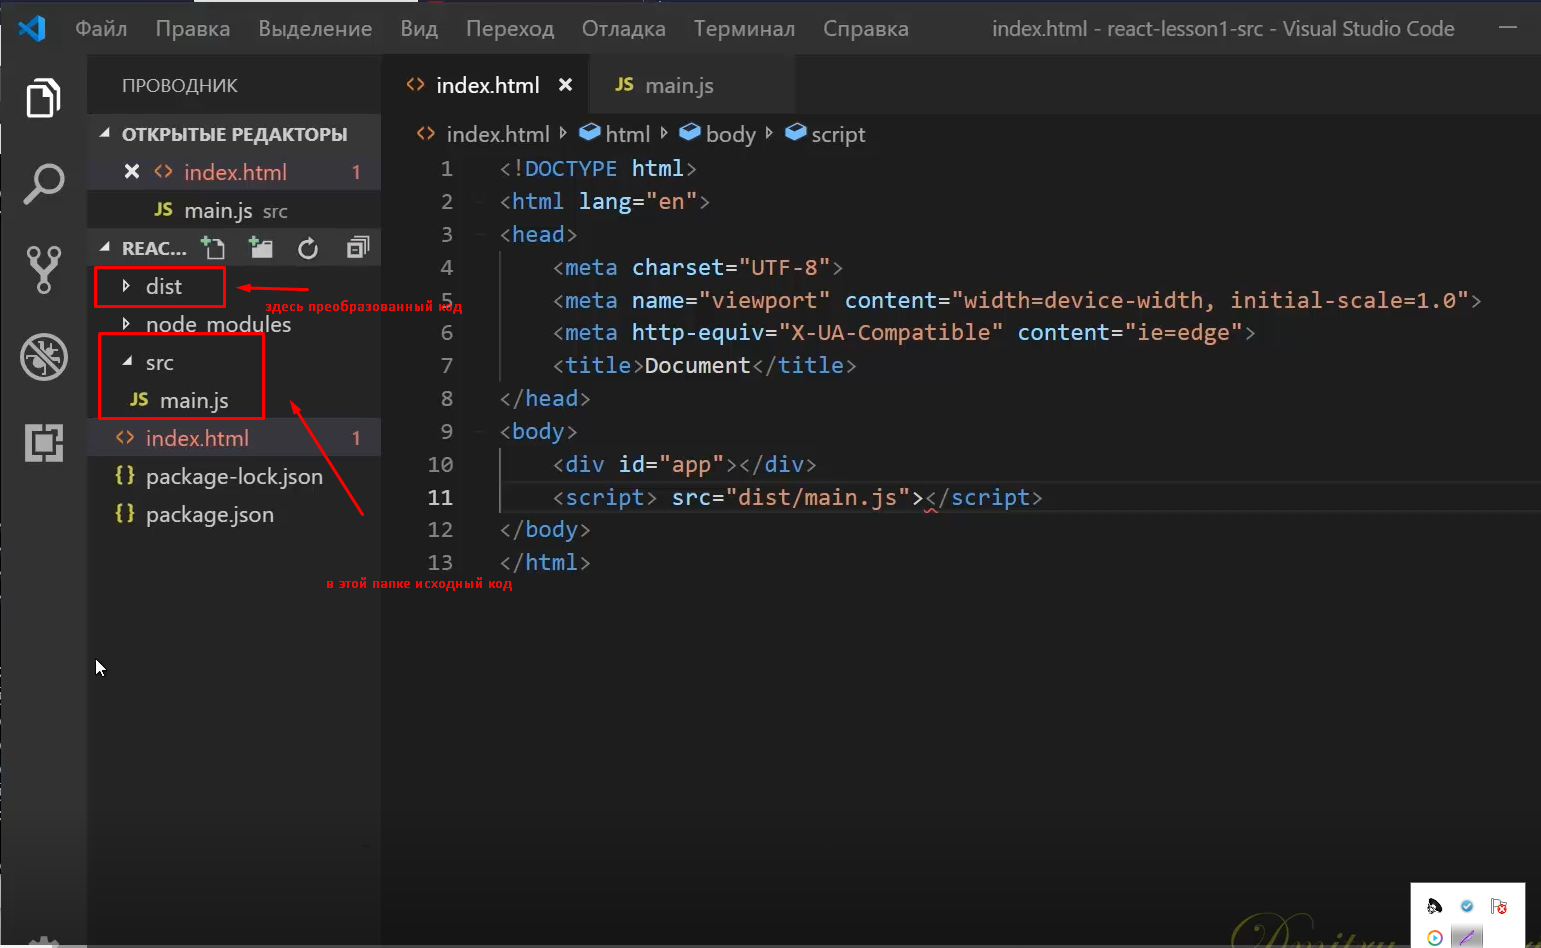 Файл Правка Выделение Вид Переход Отладка Терминал Справка index.html - react-lesson1-src - Visual Studio Code
ПРОВОДНИК
ОТКРЫТЫЕ РЕДАКТОРЫ
index.html 1
JS main.js src
REAC...
dist
здесь преобразованный код
node_modules
src
JS main.js
index.html 1
{} package-lock.json
{} package.json
в этой папке исходный код
<> index.html × JS main.js
<> index.html html body script
1 <!DOCTYPE html>
2 <html lang="en">
3 <head>
4 <meta charset="UTF-8">
5 <meta name="viewport" content="width=device-width, initial-scale=1.0">
6 <meta http-equiv="X-UA-Compatible" content="ie=edge">
7 <title>Document</title>
8 </head>
9 <body>
10 <div id="app"></div>
11 <script> src="dist/main.js"></script>
12 </body>
13 </html>